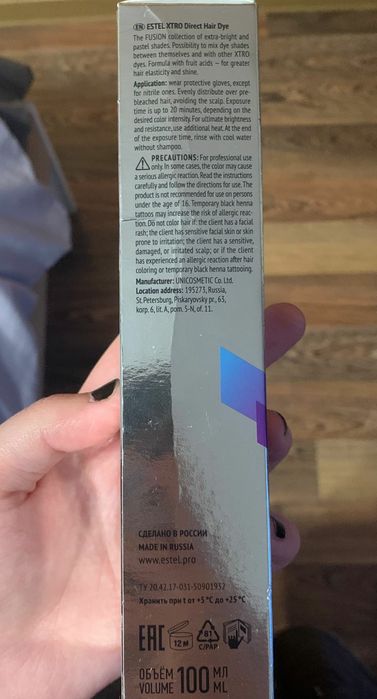 EN ESTEL XTRO Direct Hair Dye
The FUSION collection of extra-bright and
pastel shades. Possibility to mix dye shades
between themselves and with other XTRO
dyes. Formula with fruit acids — for greater
hair elasticity and shine.
Application: wear protective gloves, except
for nitrile ones. Evenly distribute over pre-
bleached hair, avoiding the scalp. Exposure
time is up to 20 minutes, depending on the
desired color intensity. For ultimate brightness
and resistance, use additional heat. At the end
of the exposure time, rinse with cool water
without shampoo.
PRECAUTIONS: For professional use
only. In some cases, the color may cause
a serious allergic reaction. Read the instructions
carefully and follow the directions for use. The
product is not recommended for use on persons
under the age of 16. Temporary black henna
tattoos may increase the risk of allergic reac-
tion. Do not color hair if: the client has a facial
rash; the client has sensitive facial skin or skin
prone to irritation; the client has a sensitive,
damaged, or irritated scalp; or if the client
has experienced an allergic reaction after hair
coloring or temporary black henna tattooing.
Manufacturer: UNICOSMETIC Co. Ltd.
Location address: 195273, Russia,
St.Petersburg, Piskaryovsky pr., 63,
korp. 6, lit. A, pom. 5-N, of. 11.
СДЕЛАНО В РОССИИ
MADE IN RUSSIA
www.estel.pro
ТУ 20.42.17-031-50901932
Хранить при t от +5 °C до +25 °C
EAC 12 M 81 C/PAP
ОБЪЁМ 100 МЛ
VOLUME ML